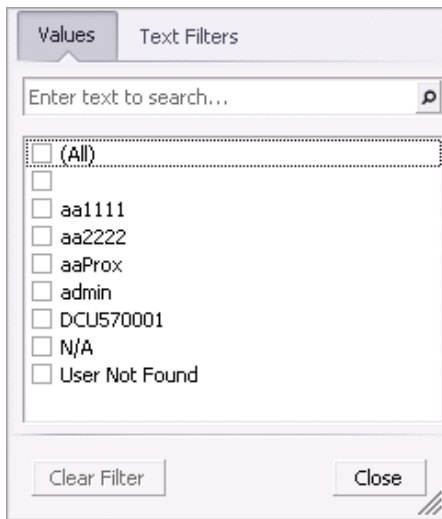 Values Text Filters
Enter text to search...
(All)
aa1111
aa2222
aaProx
admin
DCU570001
N/A
User Not Found
Clear Filter Close